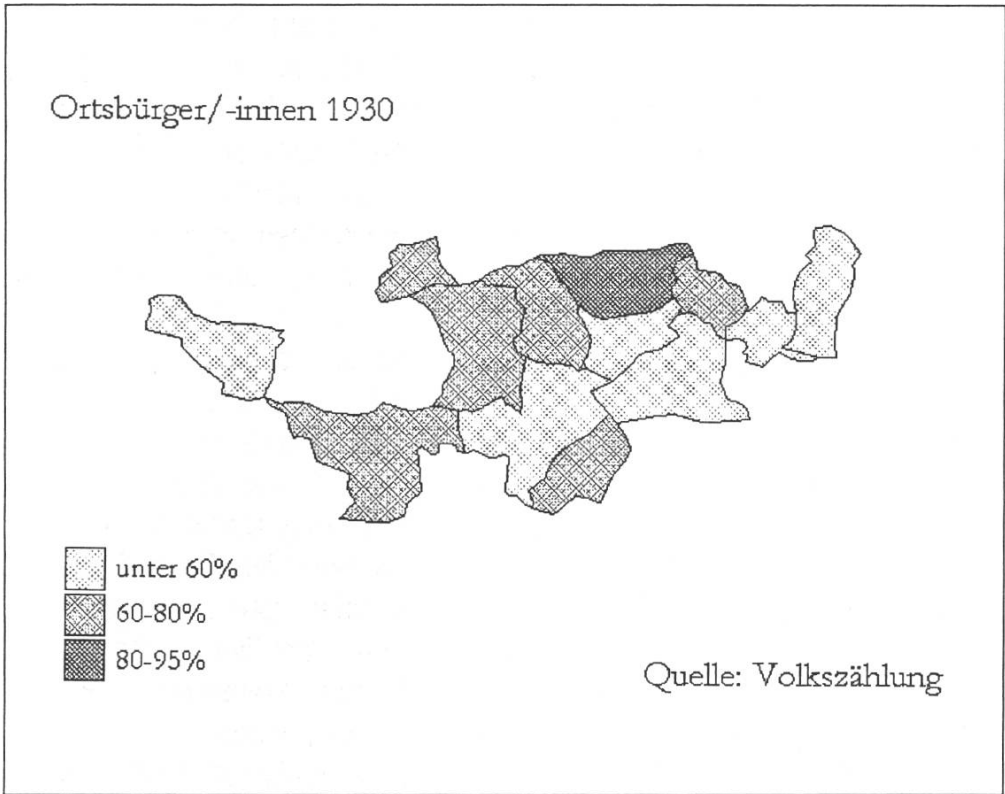 Ortsbürger/-innen 1930
unter 60%
60-80%
80-95%
Quelle: Volkszählung